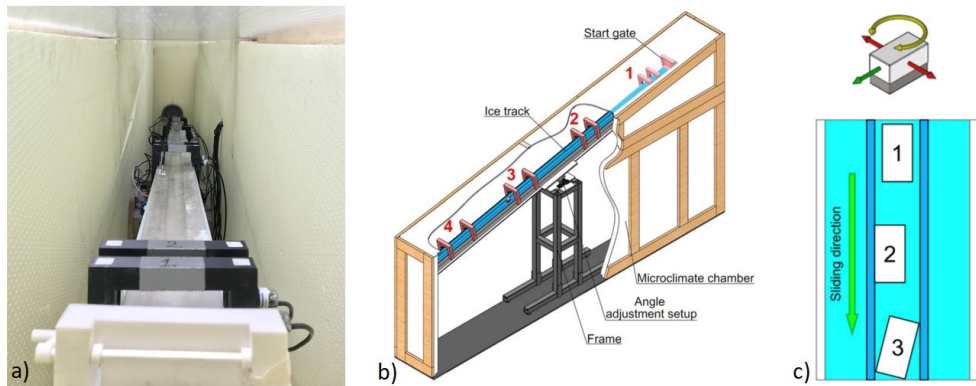 a)
2
1
b)
Start gate
1
Ice track
2
3
4
Microclimate chamber
Angle
adjustment setup
Frame
c)
Sliding direction
1
2
3